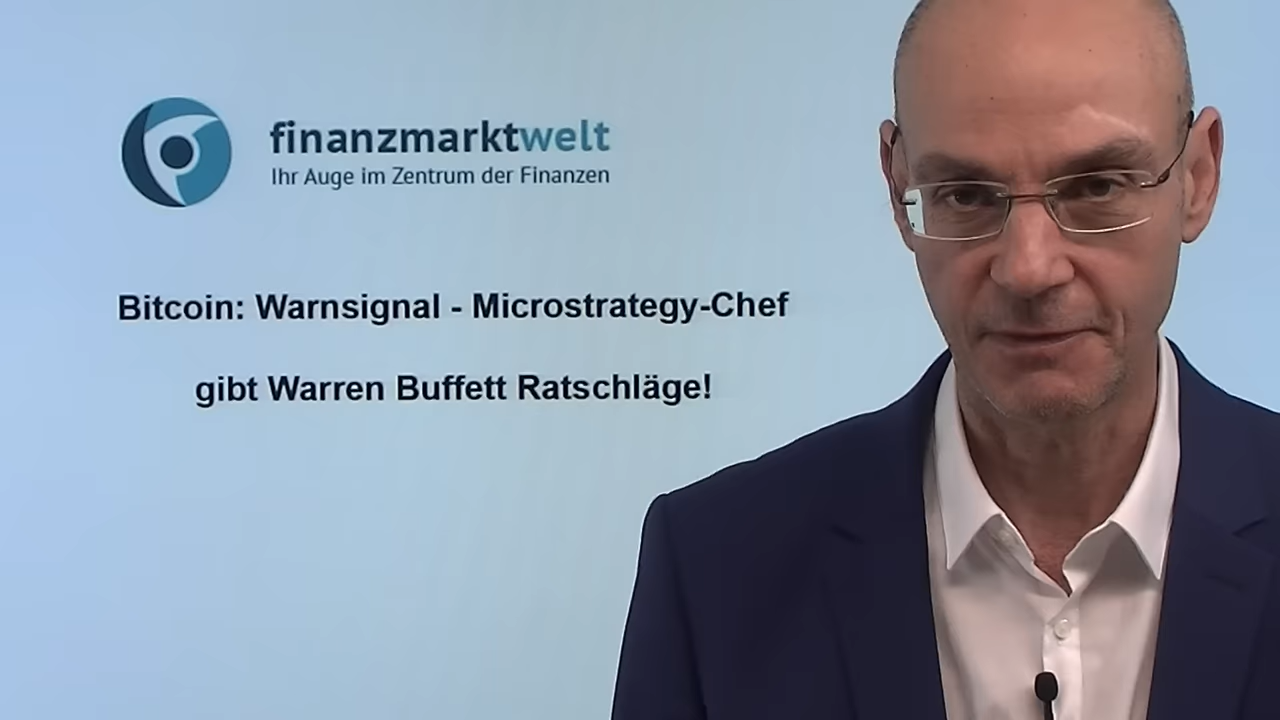 finanzmarktwelt
Ihr Auge im Zentrum der Finanzen
Bitcoin: Warnsignal - Microstrategy-Chef
gibt Warren Buffett Ratschläge!